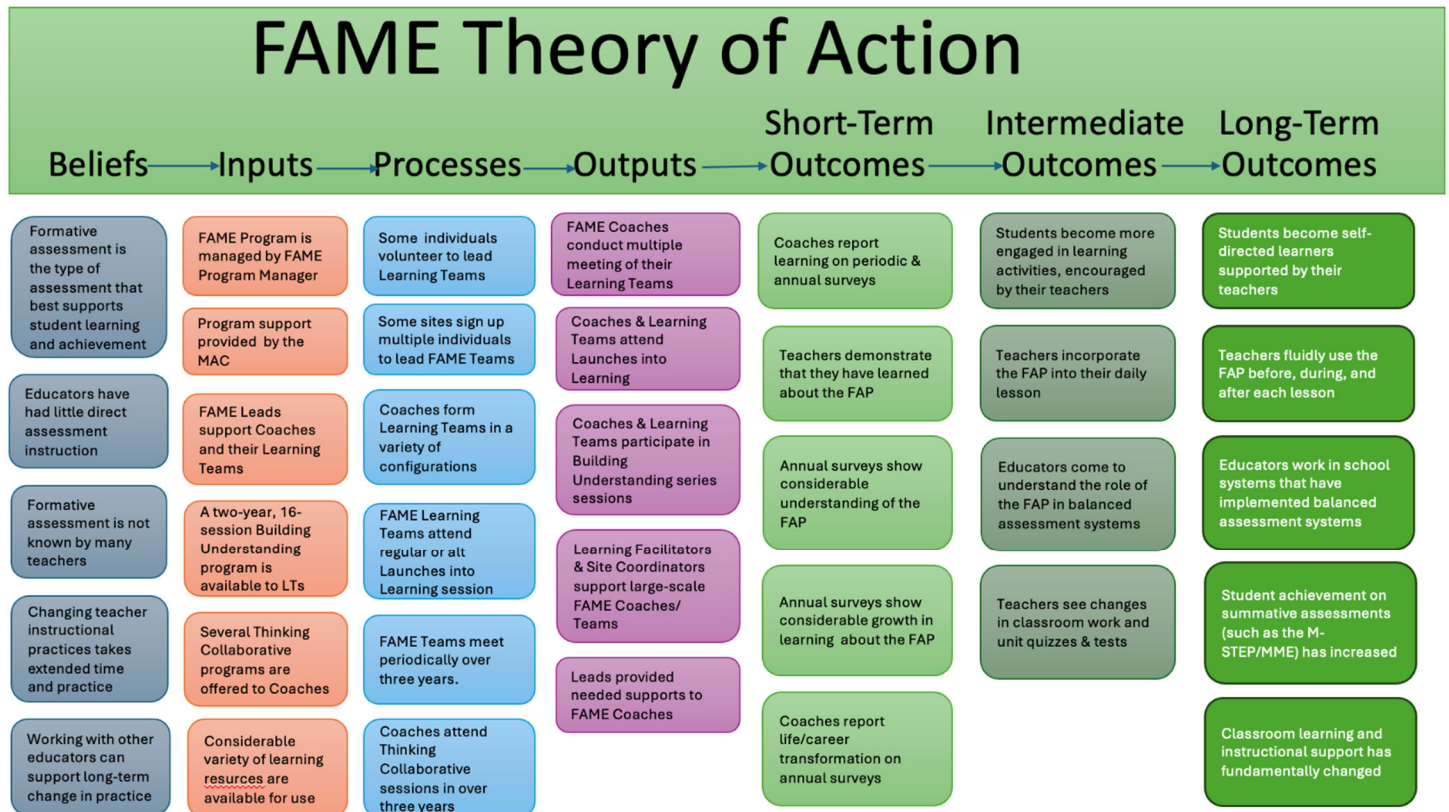 FAME Theory of Action
Beliefs
Inputs
Processes
Outputs
Short-Term
Outcomes
Intermediate
Outcomes
Long-Term
Outcomes
Formative
assessment is
the type of
assessment that
best supports
student learning
and achievement
Educators have
had little direct
assessment
instruction
Formative
assessment is not
known by many
teachers
Changing teacher
instructional
practices takes
extended time
and practice
Working with other
educators can
support long-term
change in practice
FAME Program is
managed by FAME
Program Manager
Program support
provided by the
MAC
FAME Leads
support Coaches
and their Learning
Teams
A two-year, 16-
session Building
Understanding
program is
available to LTs
Several Thinking
Collaborative
programs are
offered to Coaches
Considerable
variety of learning
resurces are
available for use
Some individuals
volunteer to lead
Learning Teams
Some sites sign up
multiple individuals
to lead FAME Teams
Coaches form
Learning Teams in a
variety of
configurations
FAME Learning
Teams attend
regular or alt
Launches into
Learning session
FAME Teams meet
periodically over
three years.
Coaches attend
Thinking
Collaborative
sessions in over
three years
FAME Coaches
conduct multiple
meeting of their
Learning Teams
Coaches & Learning
Teams attend
Launches into
Learning
Coaches & Learning
Teams participate in
Building
Understanding series
sessions
Learning Facilitators
& Site Coordinators
support large-scale
FAME Coaches/
Teams
Leads provided
needed supports to
FAME Coaches
Coaches report
learning on periodic &
annual surveys
Teachers demonstrate
that they have learned
about the FAP
Annual surveys show
considerable
understanding of the
FAP
Annual surveys show
considerable growth in
learning about the FAP
Coaches report
life/career
transformation on
annual surveys
Students become more
engaged in learning
activities, encouraged
by their teachers
Teachers incorporate
the FAP into their daily
lesson
Educators come to
understand the role of
the FAP in balanced
assessment systems
Teachers see changes
in classroom work and
unit quizzes & tests
Students become self-
directed learners
supported by their
teachers
Teachers fluidly use the
FAP before, during, and
after each lesson
Educators work in school
systems that have
implemented balanced
assessment systems
Student achievement on
summative assessments
(such as the M-
STEP/MME) has increased
Classroom learning and
instructional support has
fundamentally changed